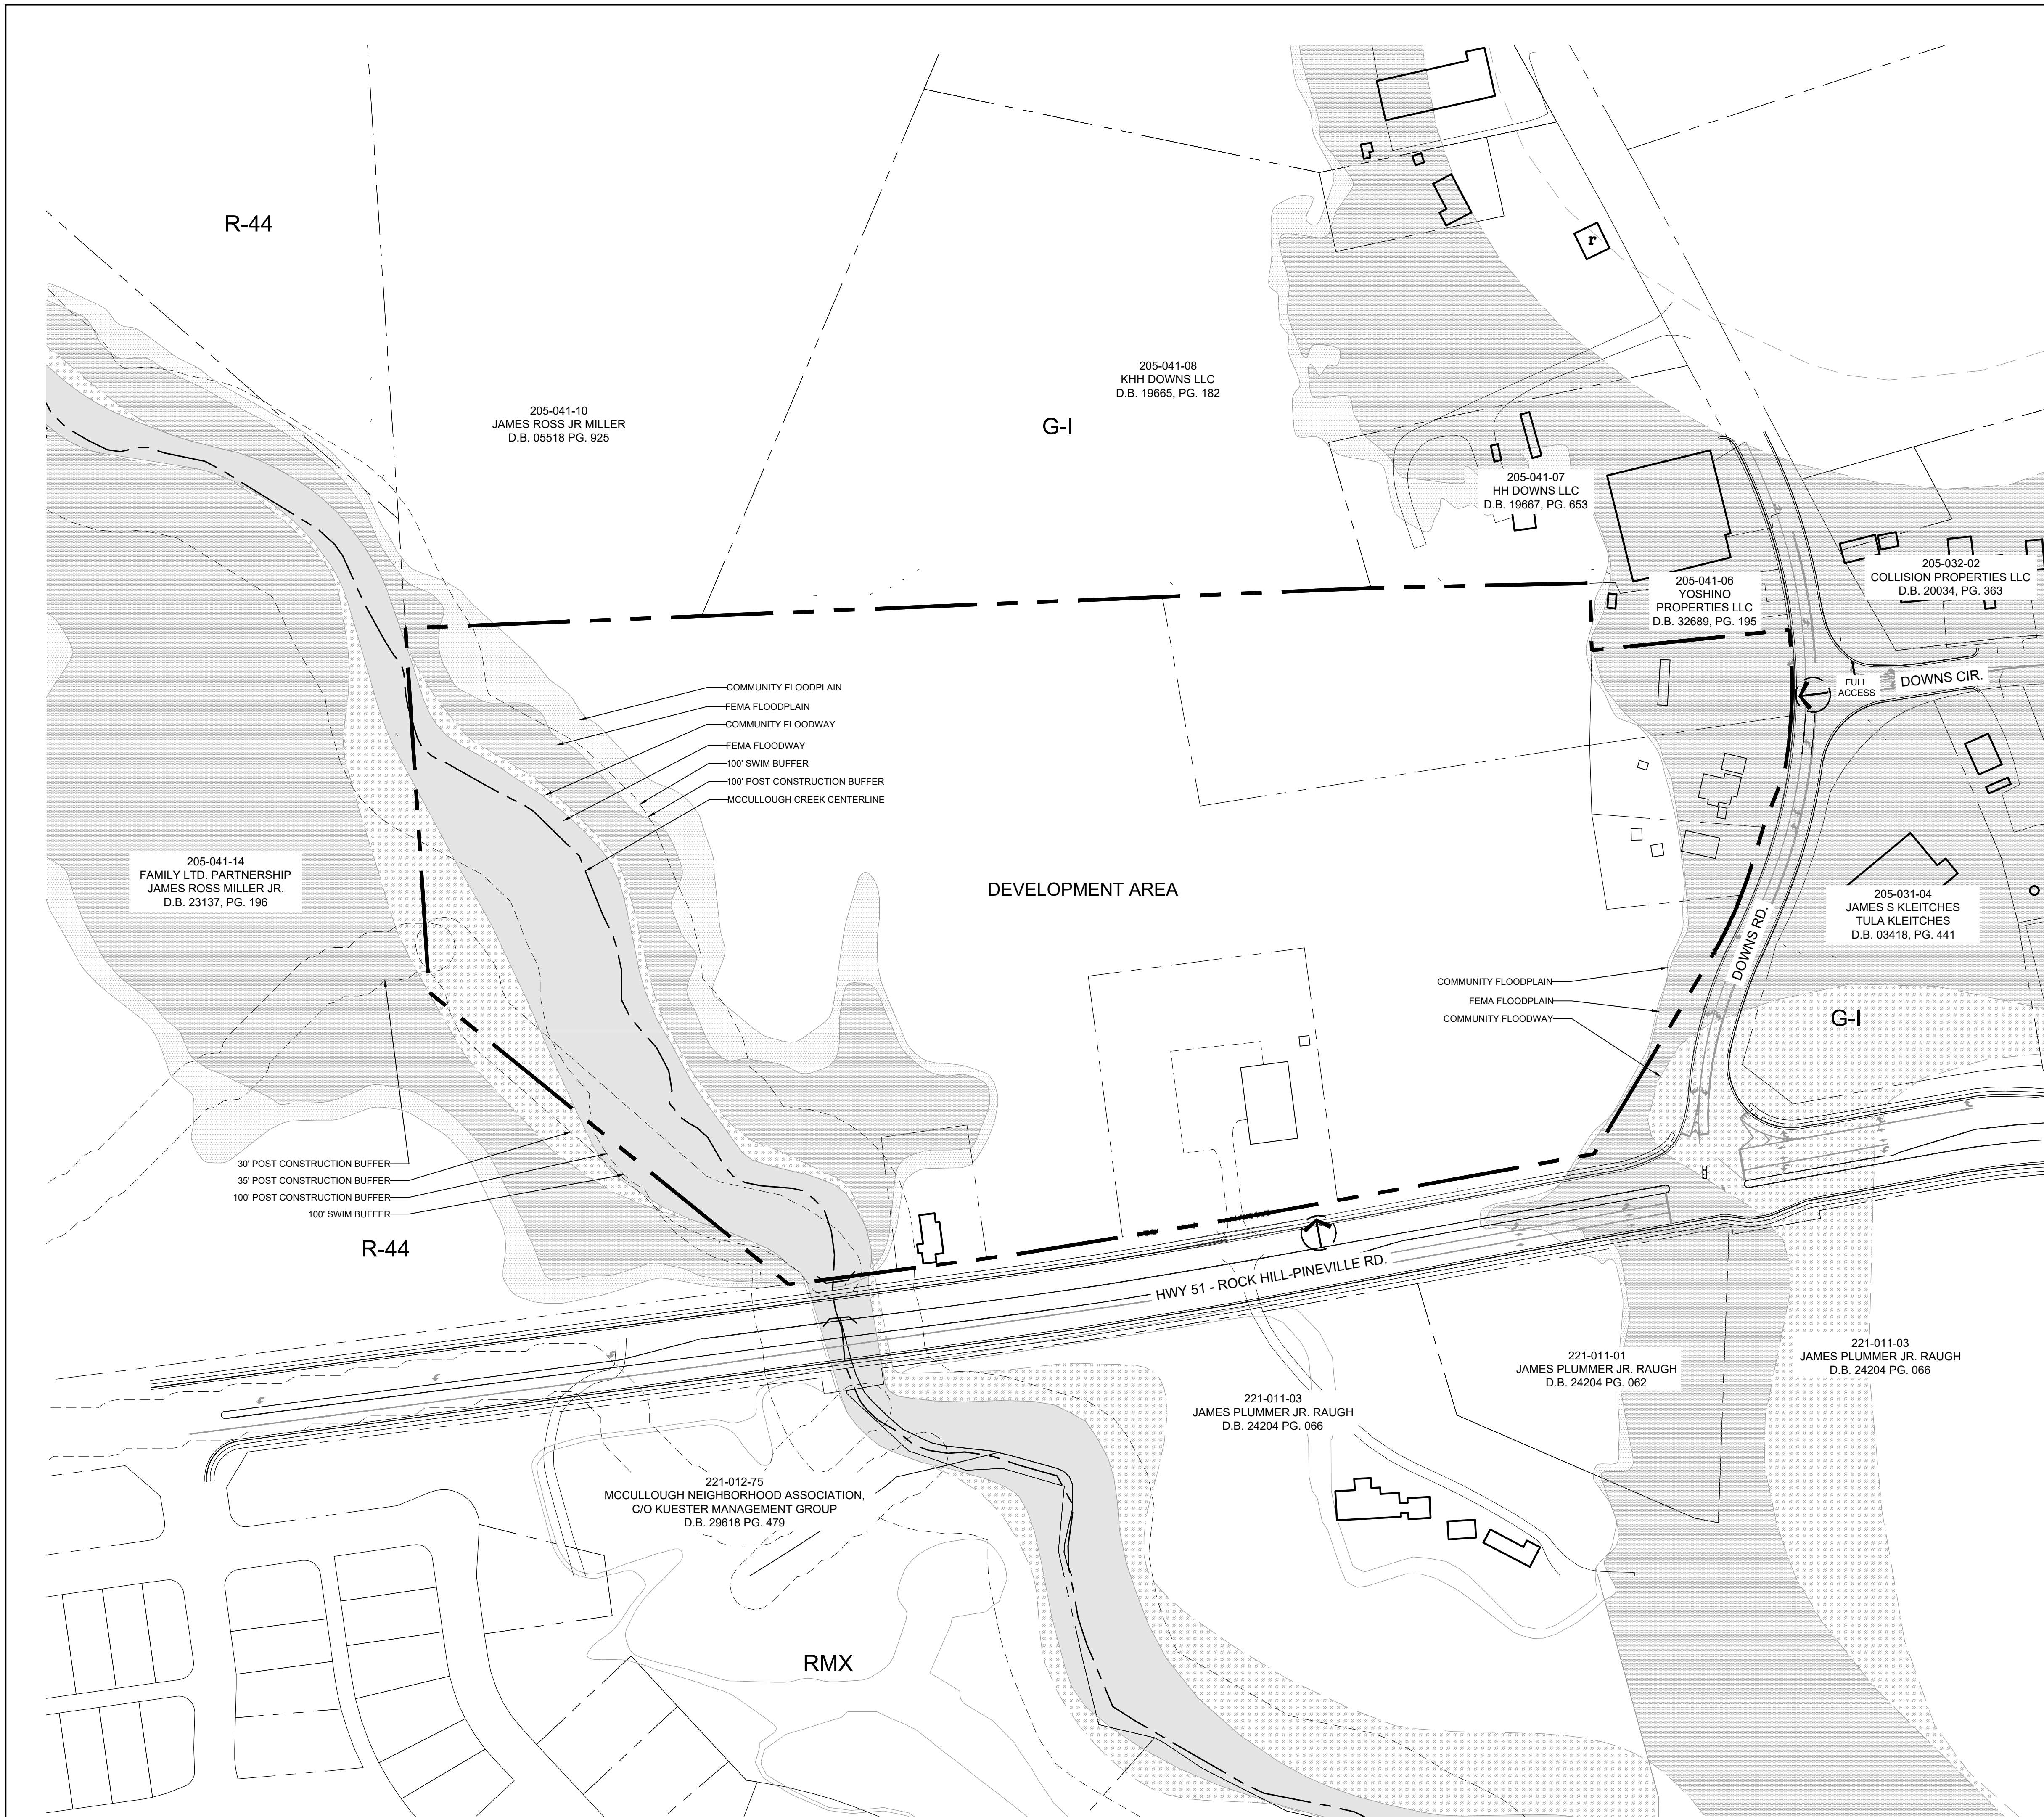 R-44
205-041-10
JAMES ROSS JR MILLER
D.B. 05518 PG. 925
205-041-08
KHH DOWNS LLC
D.B. 19665, PG. 182
G-I
r
205-041-07
HH DOWNS LLC
D.B. 19667, PG. 653
205-041-06
YOSHINO
PROPERTIES LLC
D.B. 32689, PG. 195
205-032-02
COLLISION PROPERTIES LLC
D.B. 20034, PG. 363
FULL
ACCESS
DOWNS CIR.
COMMUNITY FLOODPLAIN
FEMA FLOODPLAIN
COMMUNITY FLOODWAY
FEMA FLOODWAY
100' SWIM BUFFER
100' POST CONSTRUCTION BUFFER
MCCULLOUGH CREEK CENTERLINE
205-041-14
FAMILY LTD. PARTNERSHIP
JAMES ROSS MILLER JR.
D.B. 23137, PG. 196
DEVELOPMENT AREA
DOWNS RD.
205-031-04
JAMES S KLEITCHES
TULA KLEITCHES
D.B. 03418, PG. 441
COMMUNITY FLOODPLAIN
FEMA FLOODPLAIN
COMMUNITY FLOODWAY
G-I
30' POST CONSTRUCTION BUFFER
35' POST CONSTRUCTION BUFFER
100' POST CONSTRUCTION BUFFER
100' SWIM BUFFER
R-44
HWY 51 - ROCK HILL-PINEVILLE RD.
221-011-03
JAMES PLUMMER JR. RAUGH
D.B. 24204 PG. 066
221-011-01
JAMES PLUMMER JR. RAUGH
D.B. 24204 PG. 062
221-011-03
JAMES PLUMMER JR. RAUGH
D.B. 24204 PG. 066
221-012-75
MCCULLOUGH NEIGHBORHOOD ASSOCIATION,
C/O KUESTER MANAGEMENT GROUP
D.B. 29618 PG. 479
RMX